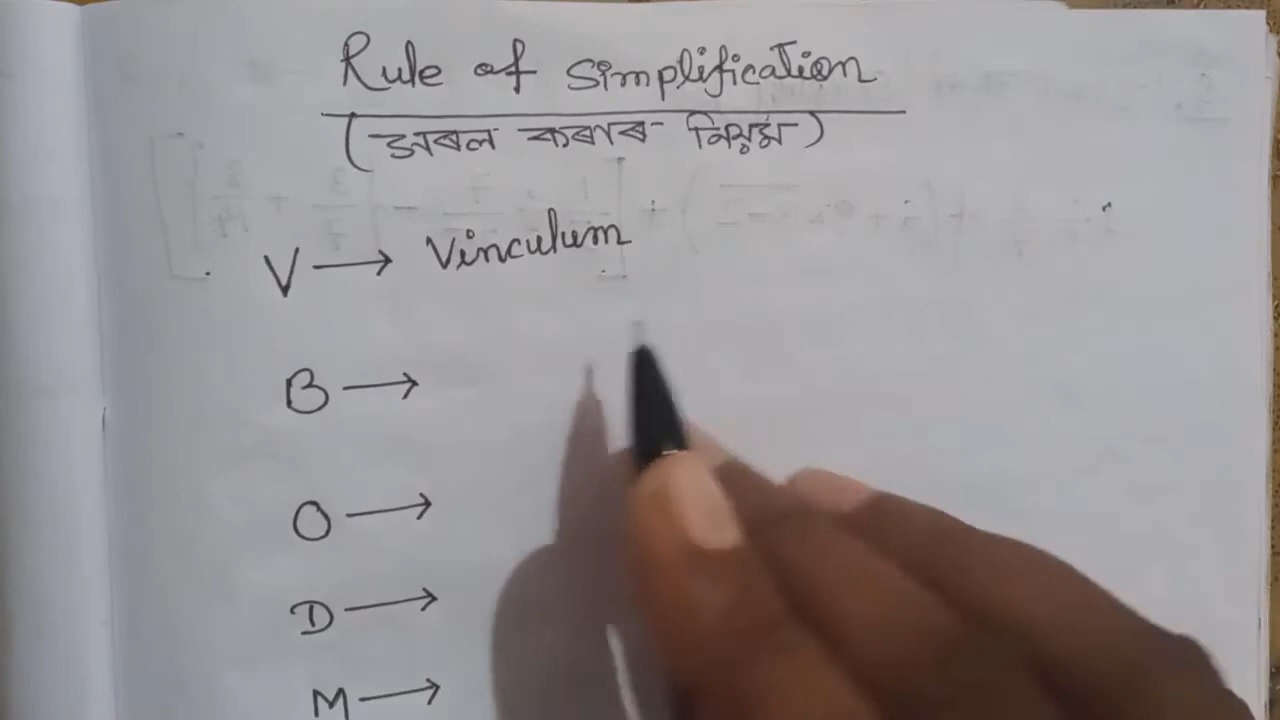 Rule of Simplification
(সৰল কৰাৰ নিয়ম)
V → Vinculum
B →
O →
D →
M →